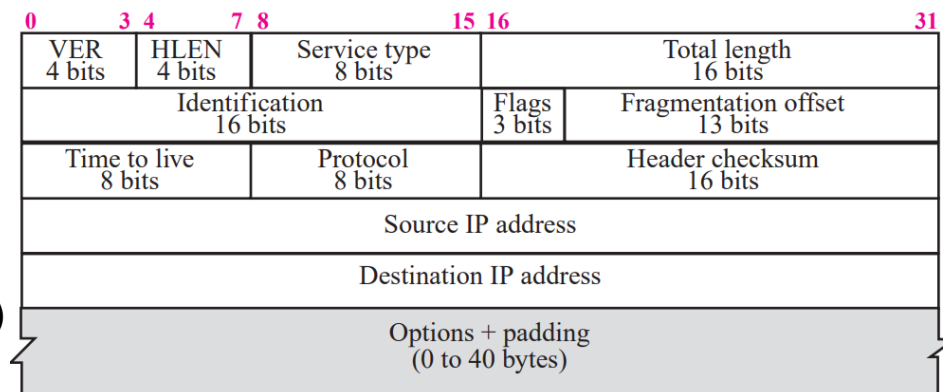 0 3 4 7 8 15 16 31
VER HLEN Service type Total length
4 bits 4 bits 8 bits 16 bits
Identification Flags Fragmentation offset
16 bits 3 bits 13 bits
Time to live Protocol Header checksum
8 bits 8 bits 16 bits
Source IP address
Destination IP address
)
Options + padding
(0 to 40 bytes)